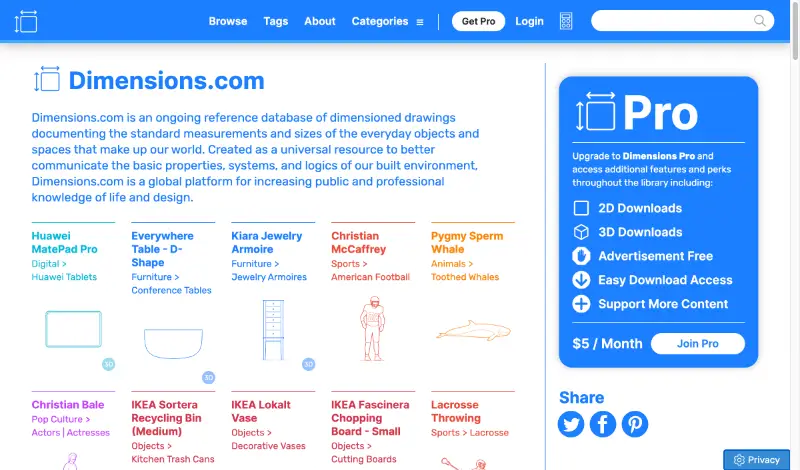 Browse Tags About Categories Get Pro Login
Dimensions.com
Dimensions.com is an ongoing reference database of dimensioned drawings
documenting the standard measurements and sizes of the everyday objects and
spaces that make up our world. Created as a universal resource to better
communicate the basic properties, systems, and logics of our built environment,
Dimensions.com is a global platform for increasing public and professional
knowledge of life and design.
Huawei
MatePad Pro
Digital >
Huawei Tablets
3D
Everywhere
Table - D-
Shape
Furniture >
Conference Tables
3D
Kiara Jewelry
Armoire
Furniture >
Jewelry Armoires
3D
Christian
McCaffrey
Sports >
American Football
Pygmy Sperm
Whale
Animals >
Toothed Whales
Christian Bale
Pop Culture >
Actors | Actresses
IKEA Sortera
Recycling Bin
(Medium)
Objects >
Kitchen Trash Cans
IKEA Lokalt
Vase
Objects >
Decorative Vases
IKEA Fascinera
Chopping
Board - Small
Objects >
Cutting Boards
Lacrosse
Throwing
Sports > Lacrosse
Pro
Upgrade to Dimensions Pro and
access additional features and perks
throughout the library including:
2D Downloads
3D Downloads
Advertisement Free
Easy Download Access
Support More Content
$5 / Month Join Pro
Share
Privacy